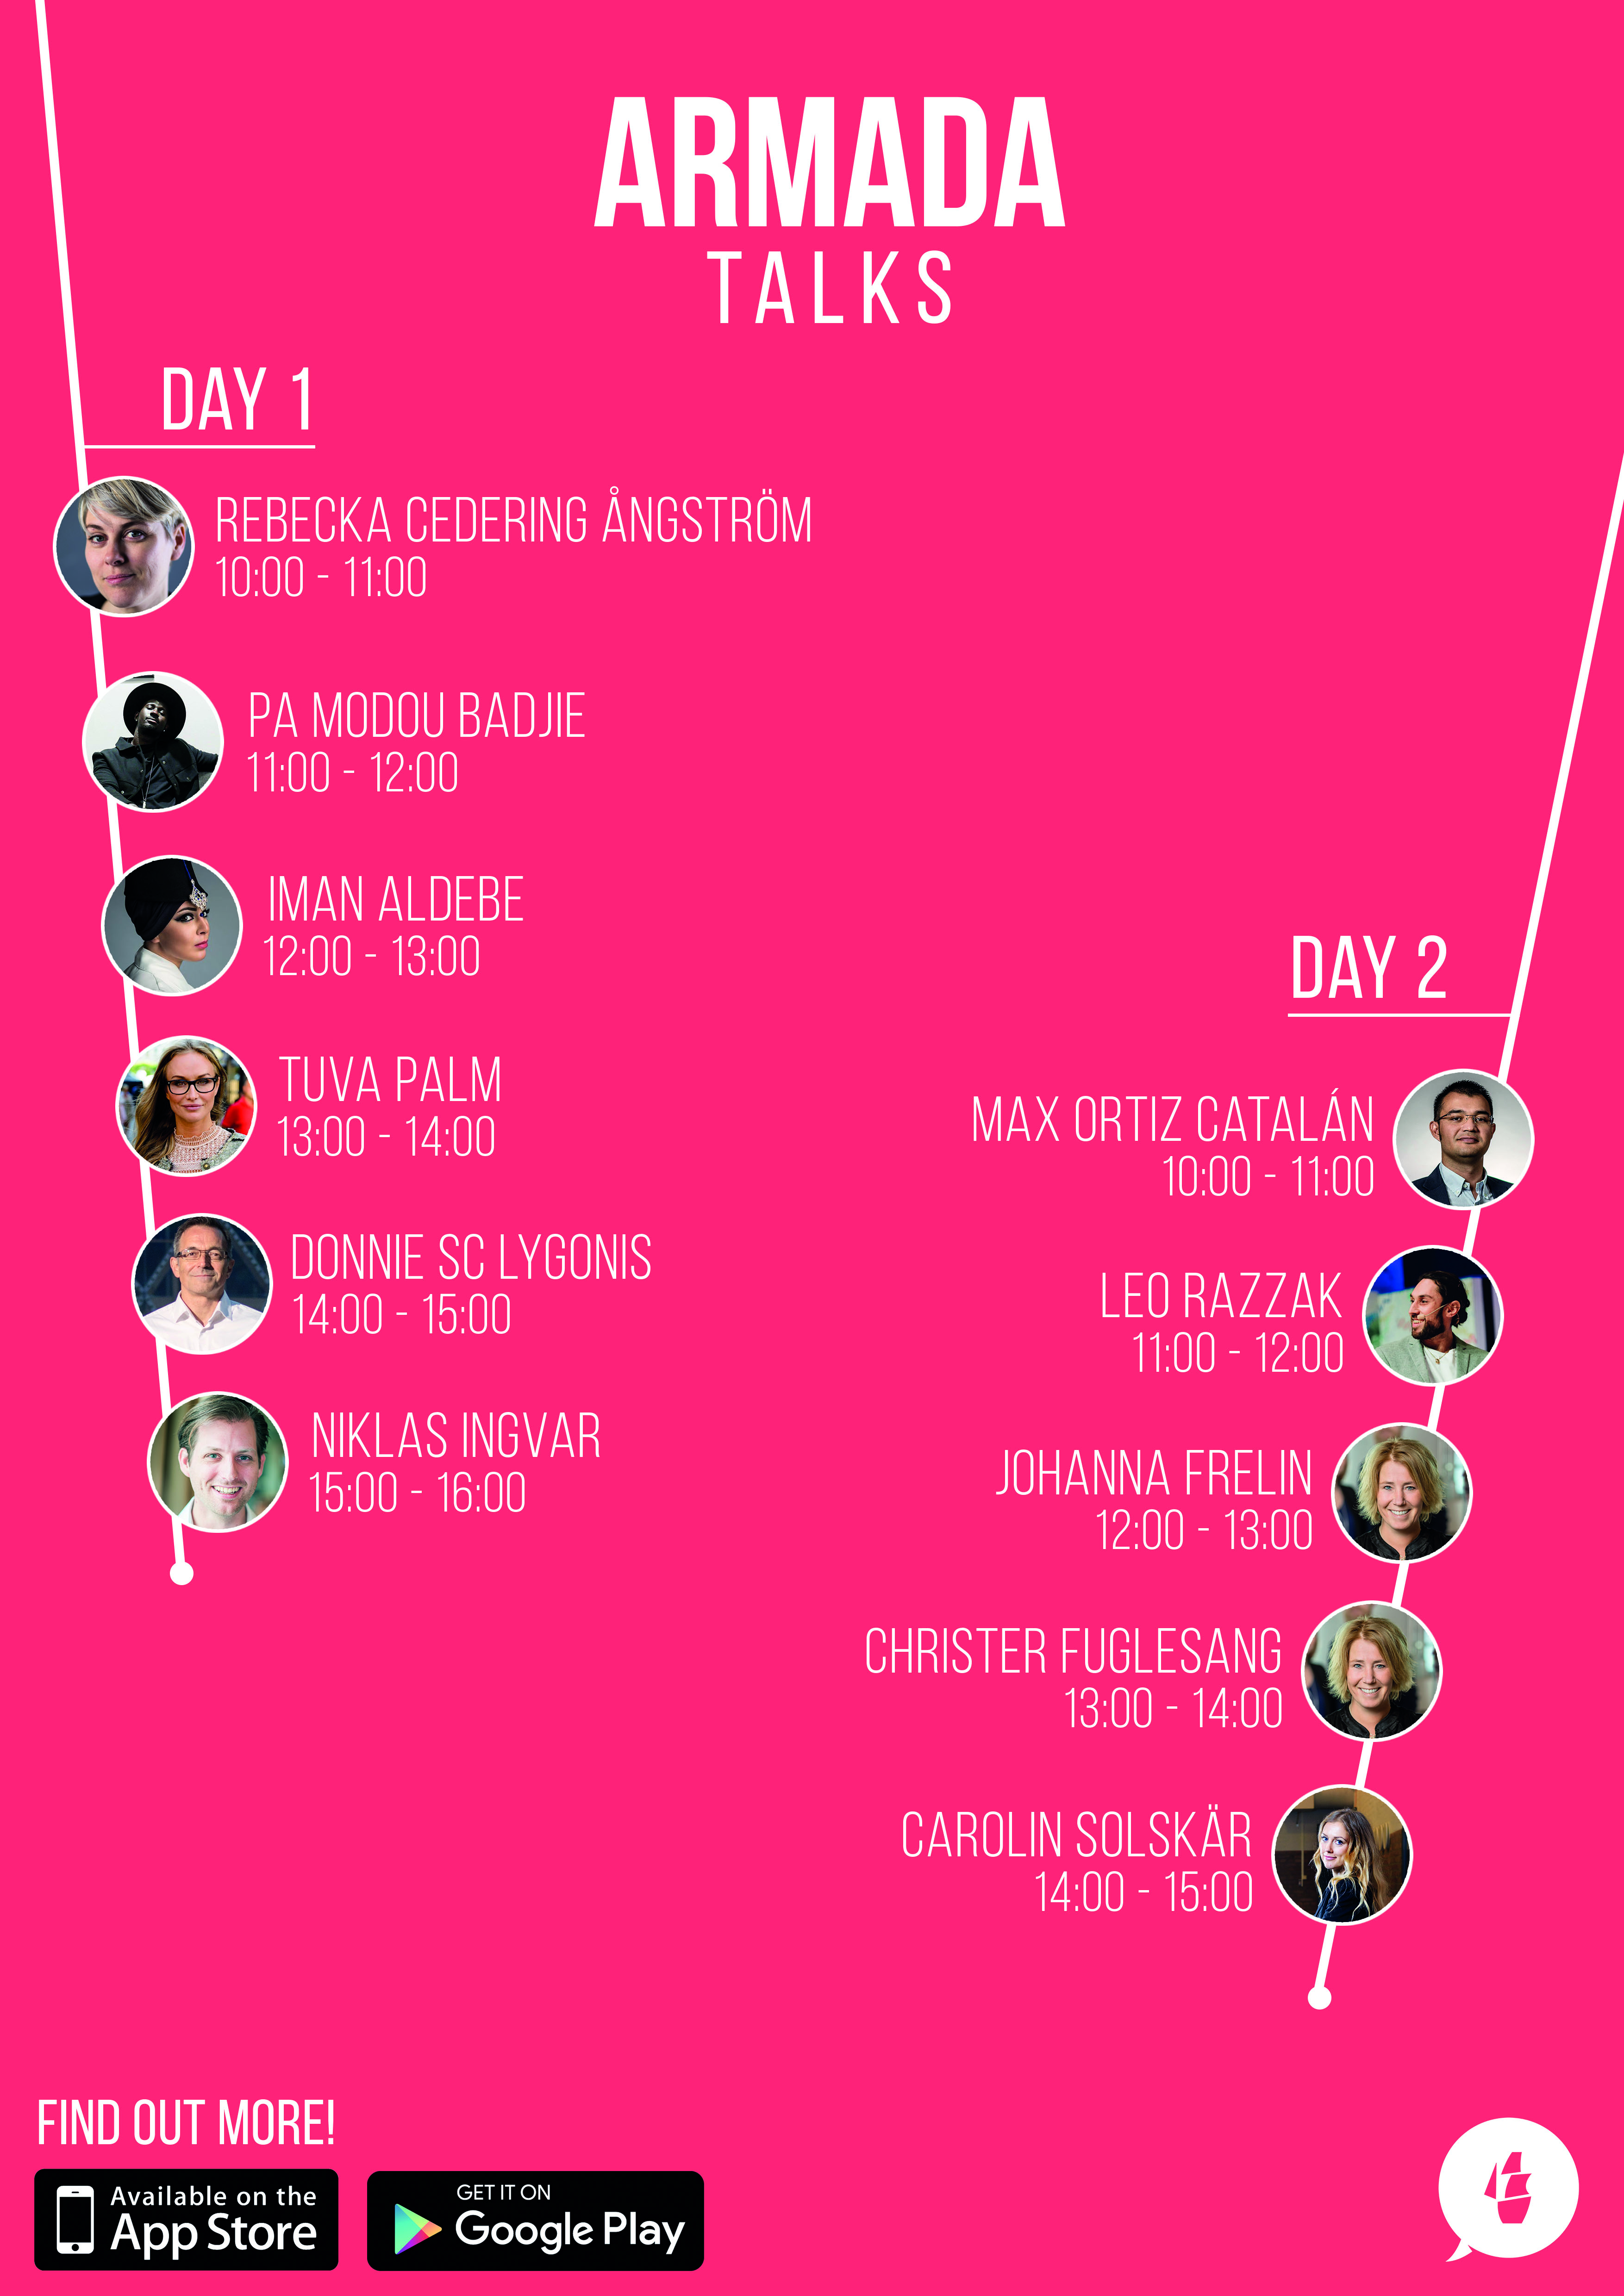 ARMADA
TALKS
DAY 1
REBECKA CEDERING ÅNGSTRÖM
10:00 - 11:00
PA MODOU BADJIE
11:00 - 12:00
IMAN ALDEBE
12:00 - 13:00
TUVA PALM
13:00 - 14:00
DONNIE SC LYGONIS
14:00 - 15:00
NIKLAS INGVAR
15:00 - 16:00
DAY 2
MAX ORTIZ CATALÁN
10:00 - 11:00
LEO RAZZAK
11:00 - 12:00
JOHANNA FRELIN
12:00 - 13:00
CHRISTER FUGLESANG
13:00 - 14:00
CAROLIN SOLSKÄR
14:00 - 15:00
FIND OUT MORE!
Available on the
App Store
GET IT ON
Google Play